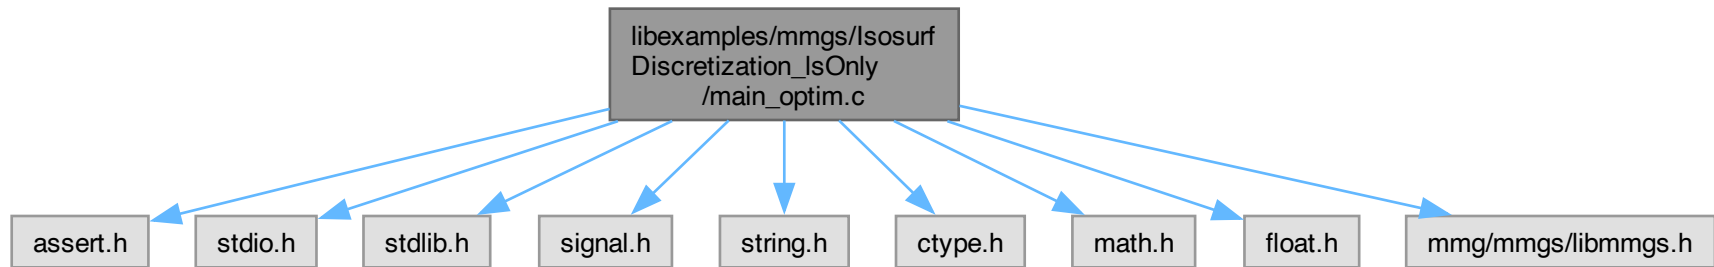 libexamples/mmgs/Isosurf
Discretization_lsOnly
/main_optim.c
assert.h
stdio.h
stdlib.h
signal.h
string.h
ctype.h
math.h
float.h
mmg/mmgs/libmmgs.h